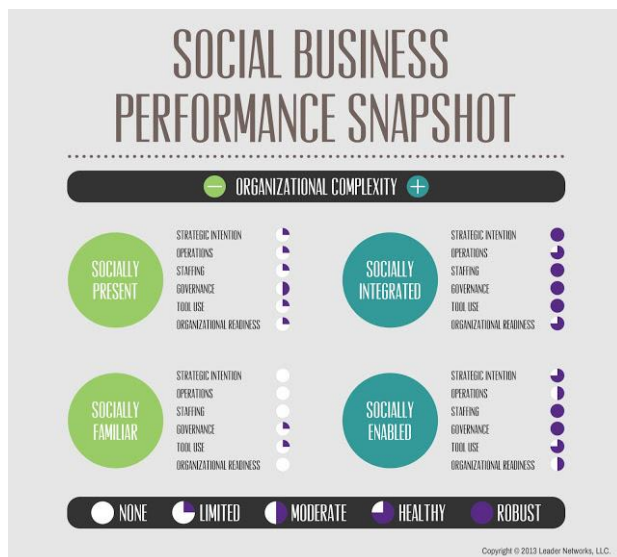 SOCIAL BUSINESS
PERFORMANCE SNAPSHOT
− ORGANIZATIONAL COMPLEXITY +
SOCIALLY
PRESENT
STRATEGIC INTENTION
OPERATIONS
STAFFING
GOVERNANCE
TOOL USE
ORGANIZATIONAL READINESS
SOCIALLY
INTEGRATED
STRATEGIC INTENTION
OPERATIONS
STAFFING
GOVERNANCE
TOOL USE
ORGANIZATIONAL READINESS
SOCIALLY
FAMILIAR
STRATEGIC INTENTION
OPERATIONS
STAFFING
GOVERNANCE
TOOL USE
ORGANIZATIONAL READINESS
SOCIALLY
ENABLED
STRATEGIC INTENTION
OPERATIONS
STAFFING
GOVERNANCE
TOOL USE
ORGANIZATIONAL READINESS
NONE LIMITED MODERATE HEALTHY ROBUST
Copyright © 2013 Leader Networks, LLC.